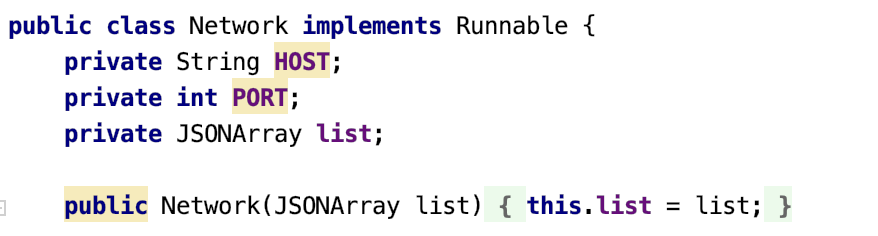 public class Network implements Runnable {
    private String HOST;
    private int PORT;
    private JSONArray list;
    public Network(JSONArray list) { this.list = list; }